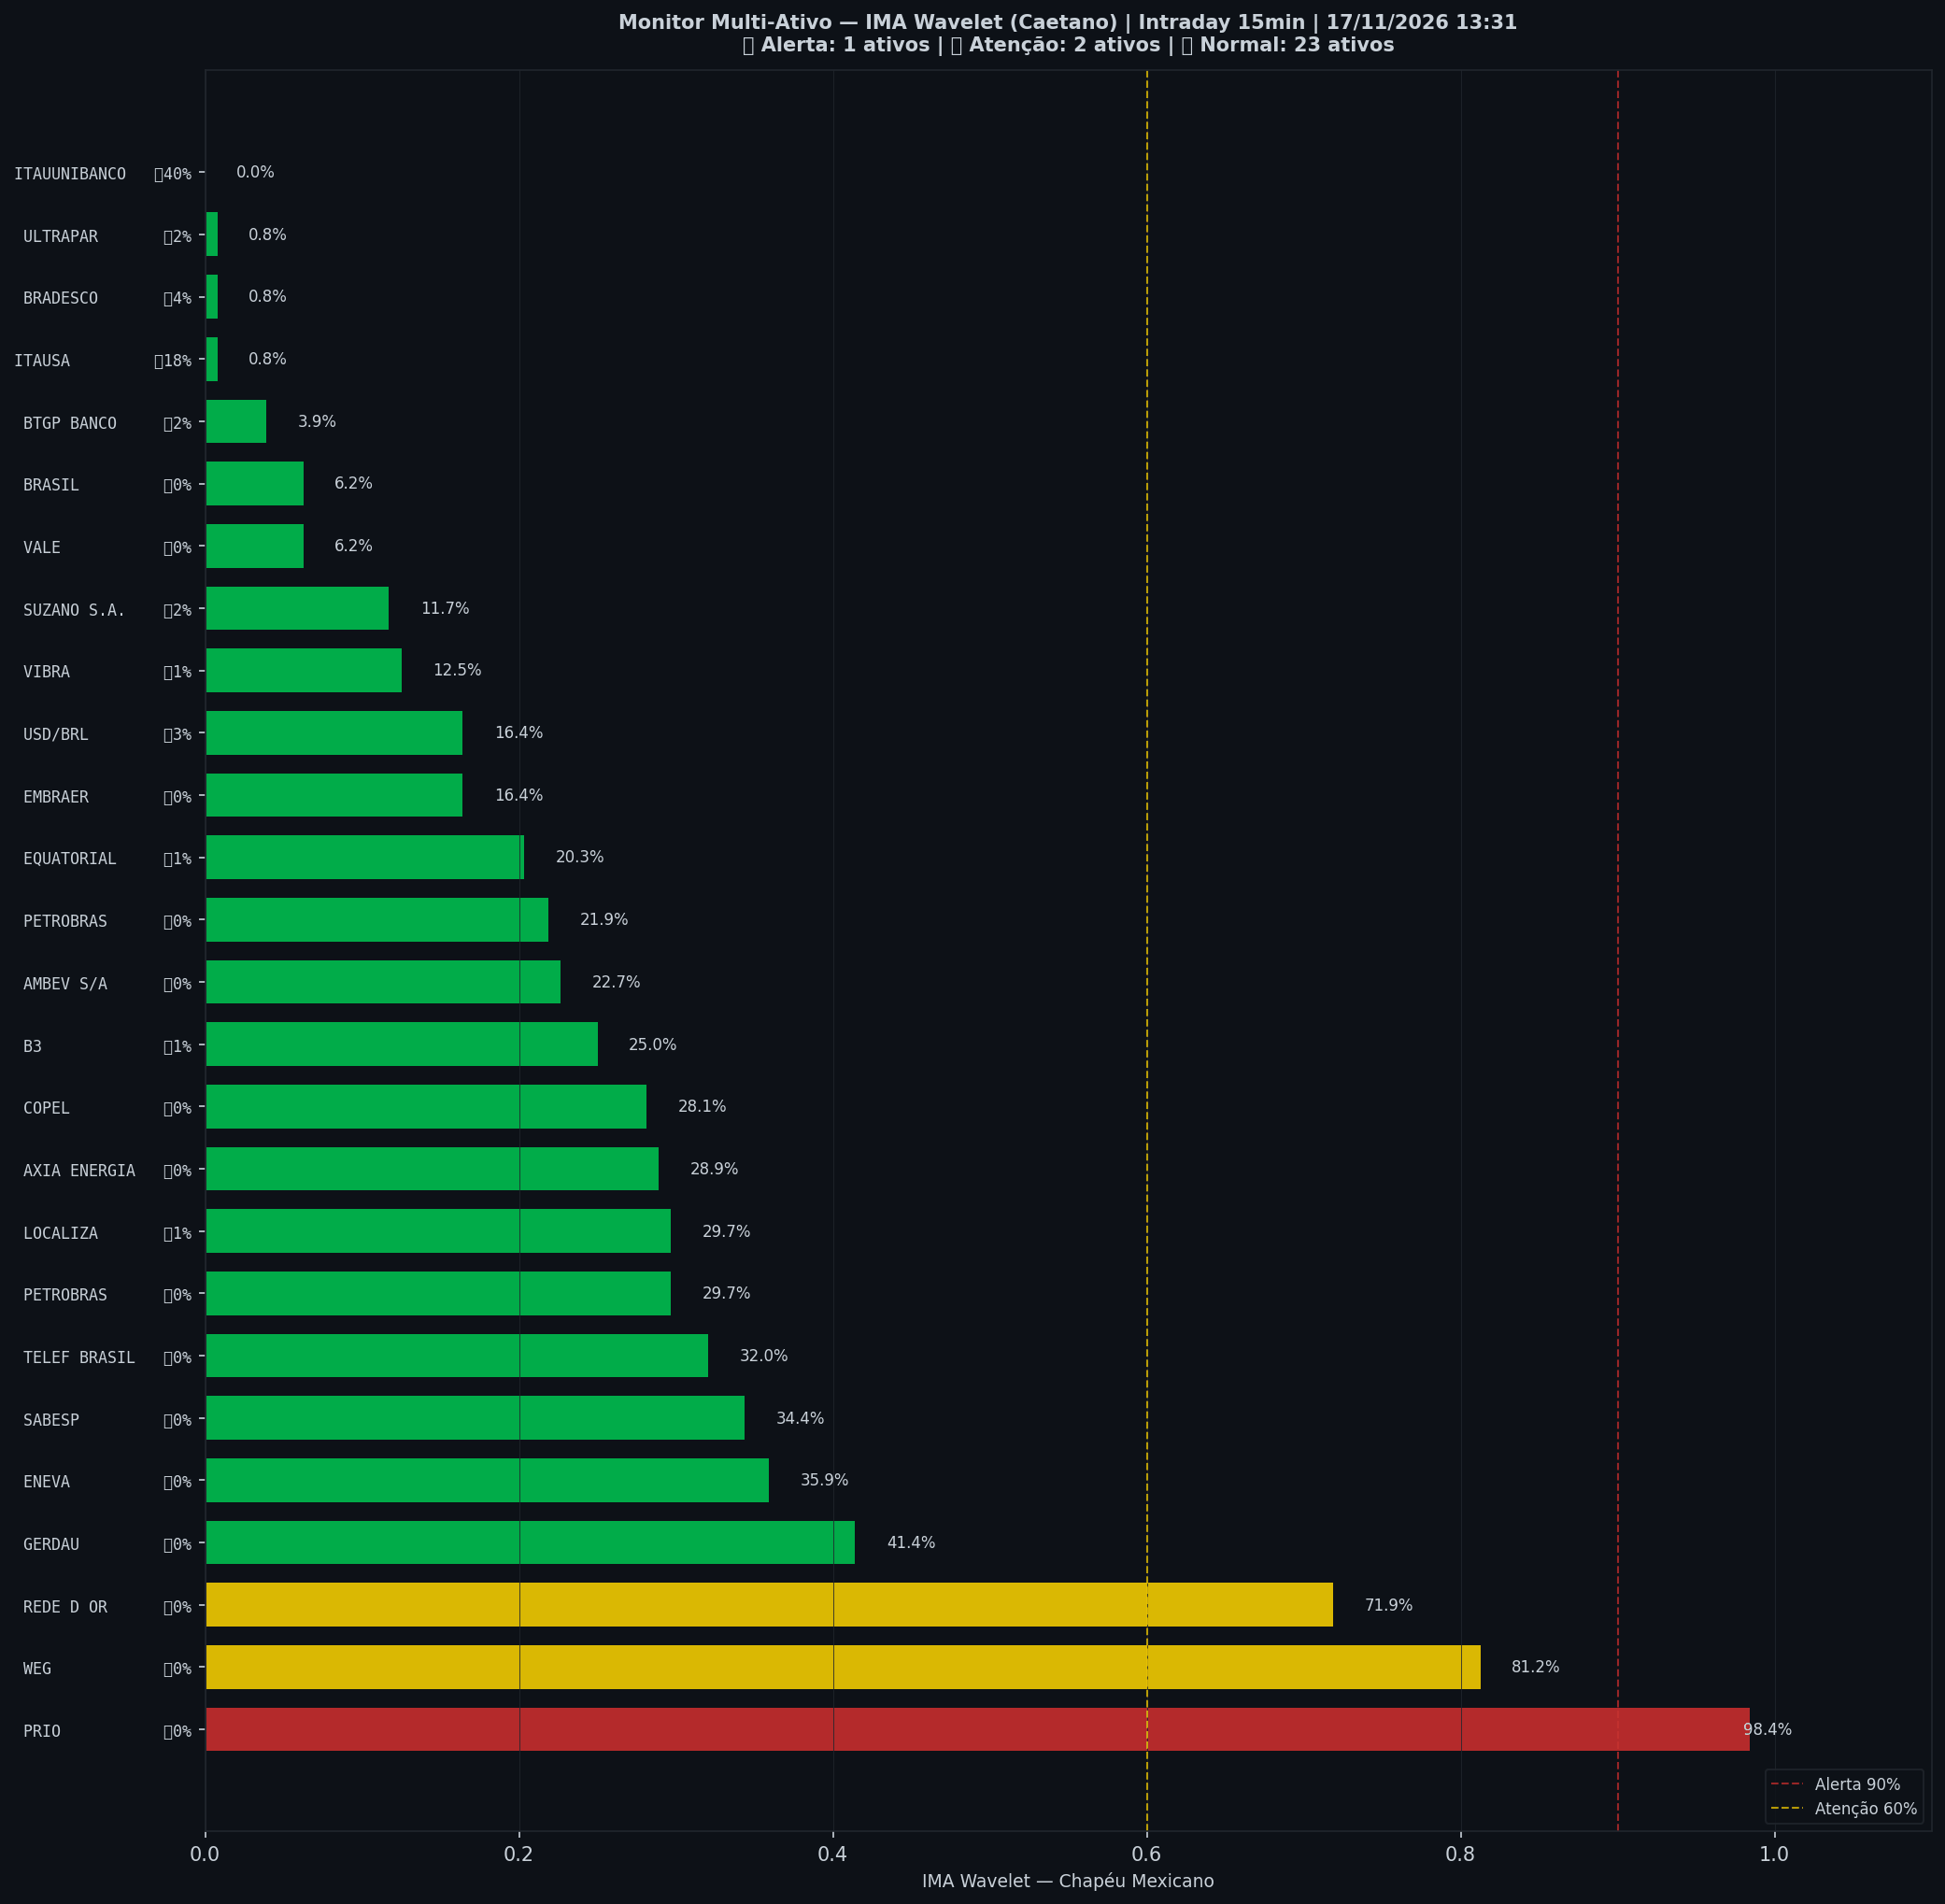 Monitor Multi-Ativo — IMA Wavelet (Caetano) | Intraday 15min | 17/11/2026 13:31
▯ Alerta: 1 ativos | ▯ Atenção: 2 ativos | ▯ Normal: 23 ativos
ITAUUNIBANCO ▯40% 0.0%
ULTRAPAR ▯2% 0.8%
BRADESCO ▯4% 0.8%
ITAUSA ▯18% 0.8%
BTGP BANCO ▯2% 3.9%
BRASIL ▯0% 6.2%
VALE ▯0% 6.2%
SUZANO S.A. ▯2% 11.7%
VIBRA ▯1% 12.5%
USD/BRL ▯3% 16.4%
EMBRAER ▯0% 16.4%
EQUATORIAL ▯1% 20.3%
PETROBRAS ▯0% 21.9%
AMBEV S/A ▯0% 22.7%
B3 ▯1% 25.0%
COPEL ▯0% 28.1%
AXIA ENERGIA ▯0% 28.9%
LOCALIZA ▯1% 29.7%
PETROBRAS ▯0% 29.7%
TELEF BRASIL ▯0% 32.0%
SABESP ▯0% 34.4%
ENEVA ▯0% 35.9%
GERDAU ▯0% 41.4%
REDE D OR ▯0% 71.9%
WEG ▯0% 81.2%
PRIO ▯0% 98.4%
Alerta 90%
Atenção 60%
0.0 0.2 0.4 0.6 0.8 1.0
IMA Wavelet — Chapéu Mexicano